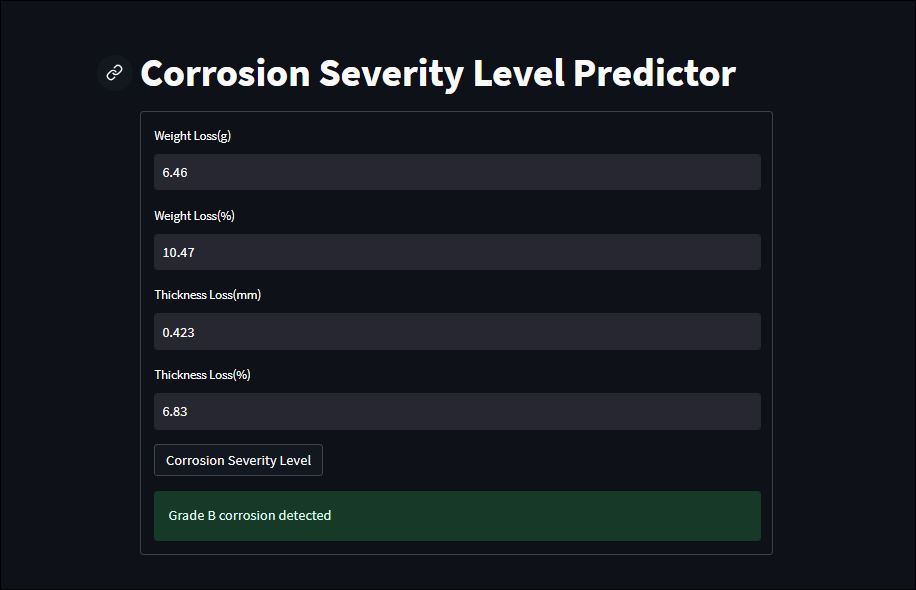 Corrosion Severity Level Predictor
Weight Loss(g)
6.46
Weight Loss(%)
10.47
Thickness Loss(mm)
0.423
Thickness Loss(%)
6.83
Corrosion Severity Level
Grade B corrosion detected